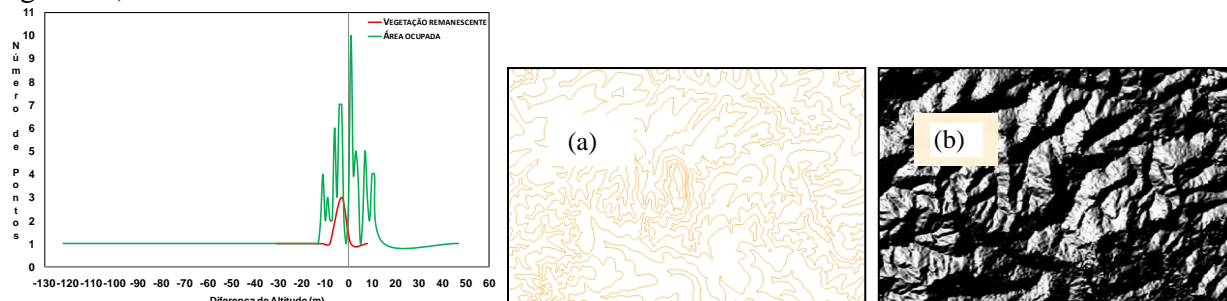 11
10
9
8
7
6
5
4
3
2
1
0
Número de Pontos
VEGETAÇÃO REMANESCENTE
ÁREA OCUPADA
-130 -120 -110 -100 -90 -80 -70 -60 -50 -40 -30 -20 -10 0 10 20 30 40 50 60
Diferença de Altitude (m)
(a)
(b)